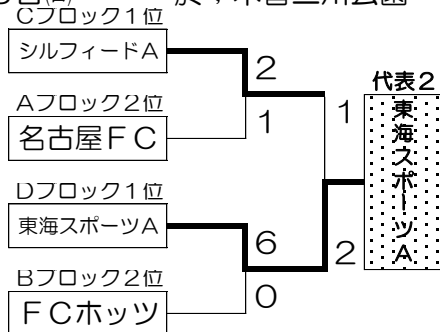 Cブロック1位
シルフィードA
2
Aブロック2位
1
名古屋FC
1
代表2
東海スポーツA
Dブロック1位
東海スポーツA
6
2
Bブロック2位
0
FCホッツ